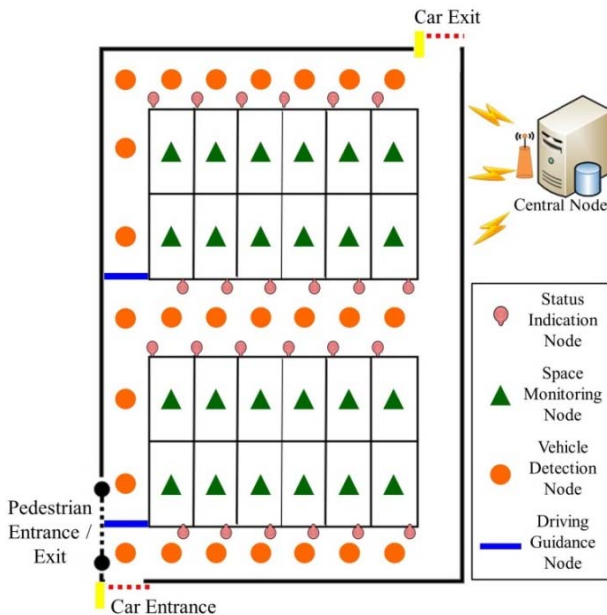 Car Exit
Central Node
Status
Indication
Node
Space
Monitoring
Node
Vehicle
Detection
Node
Driving
Guidance
Node
Pedestrian
Entrance /
Exit
Car Entrance